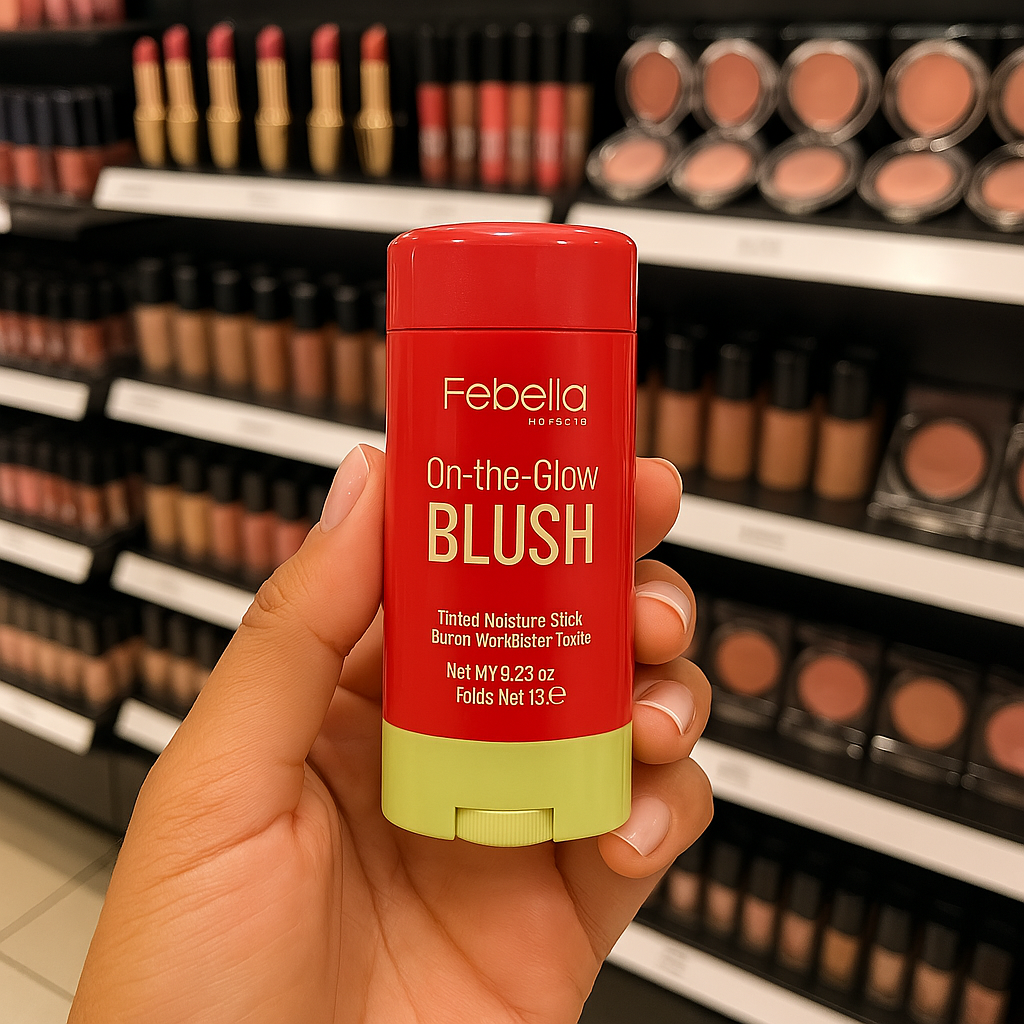 Febella
HOFSC18
On-the-Glow
BLUSH
Tinted Noisture Stick
Buron WorkBister Toxite
Net MY 9.23 oz
Folds Net 13.e